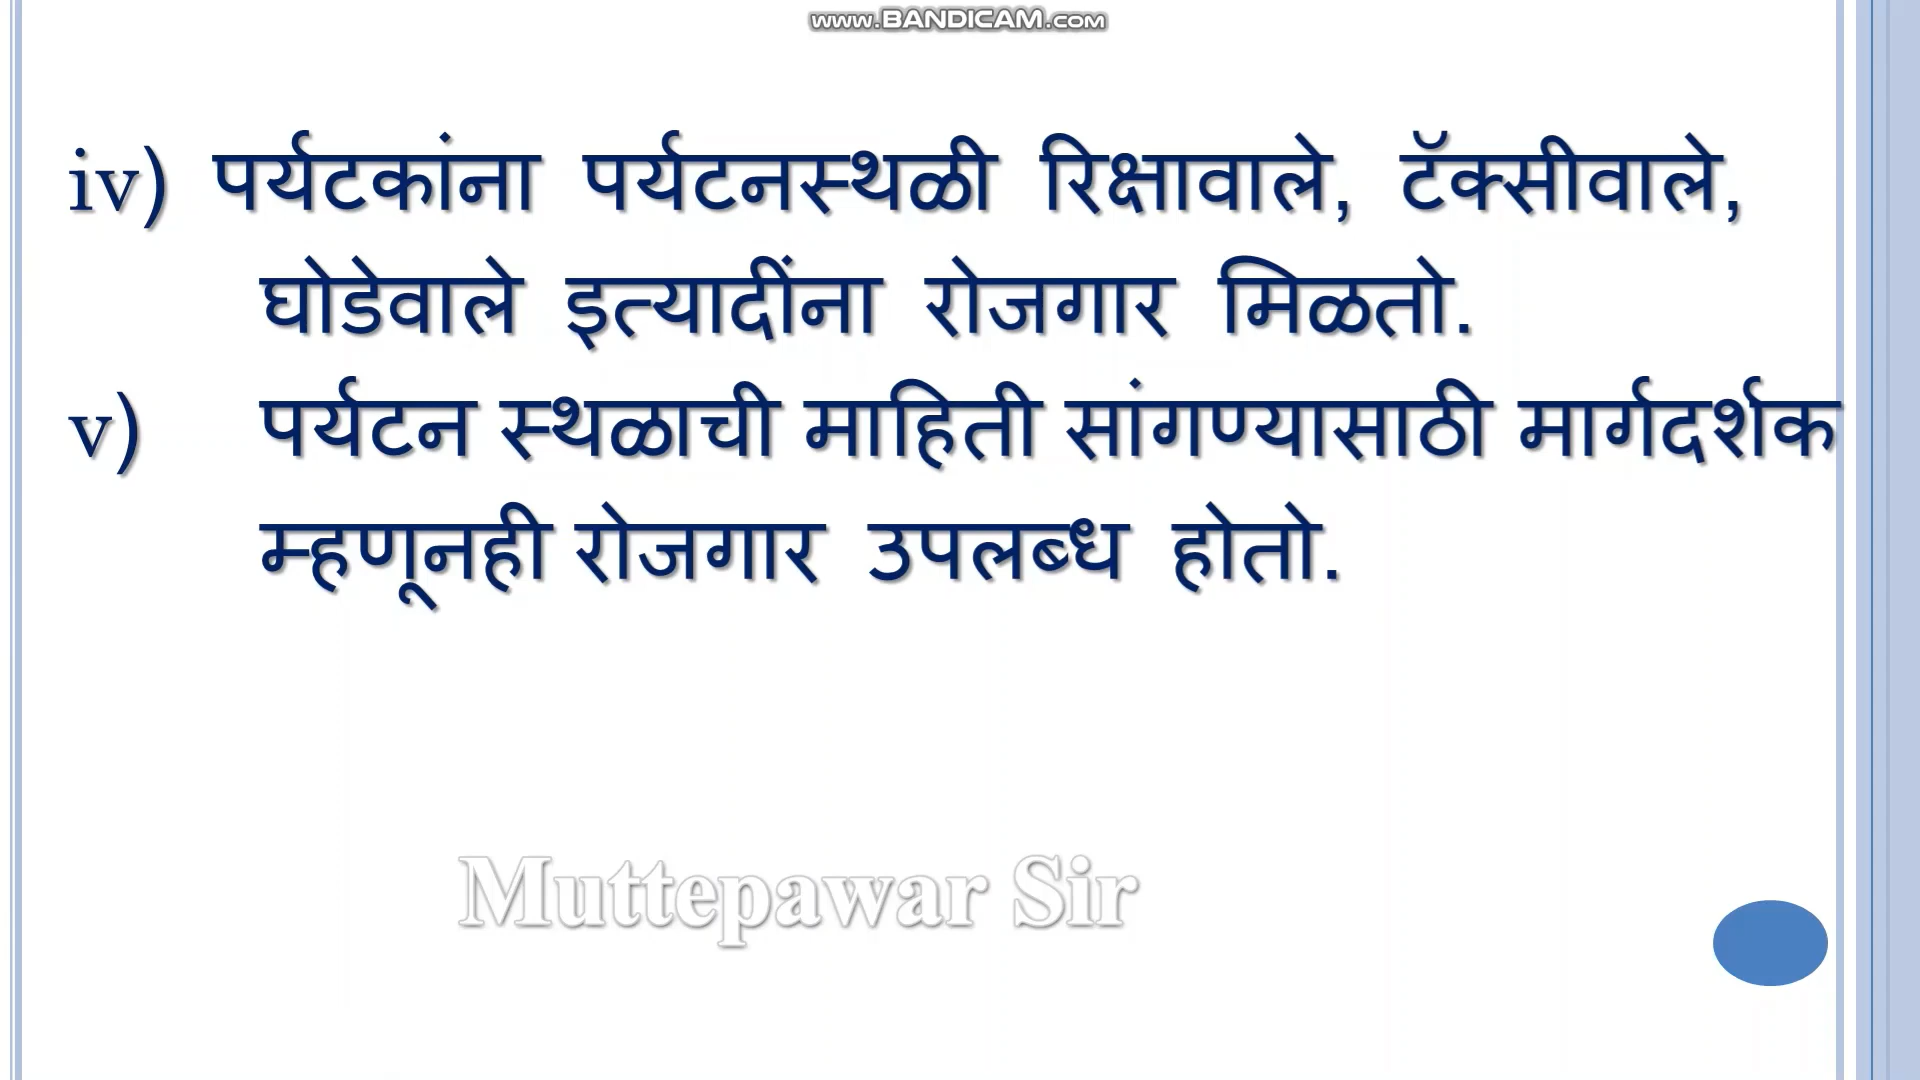 www.BANDICAM.com
iv) पर्यटकांना पर्यटनस्थळी रिक्षावाले, टॅक्सीवाले,
घोडेवाले इत्यादींना रोजगार मिळतो.
v) पर्यटन स्थळाची माहिती सांगण्यासाठी मार्गदर्शक
म्हणूनही रोजगार उपलब्ध होतो.
Muttepawar Sir